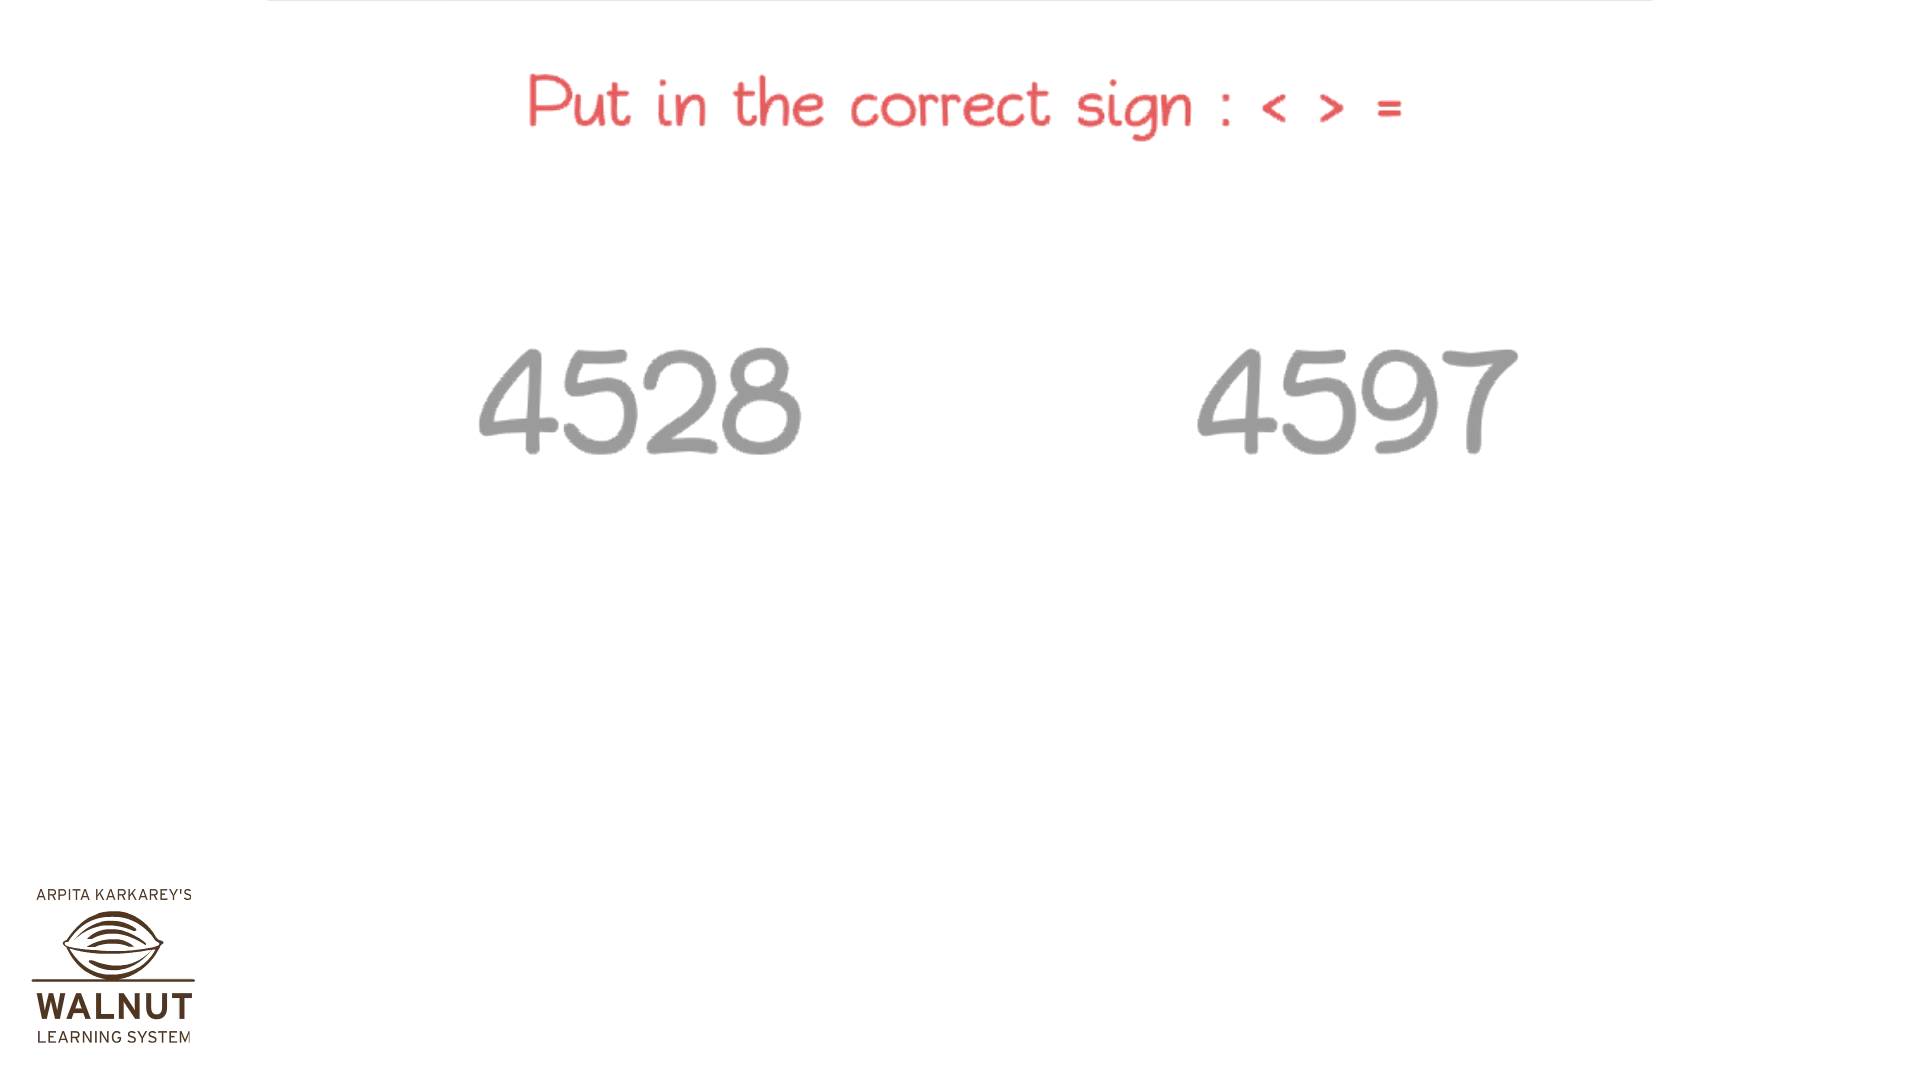 Put in the correct sign : < > =
4528 4597
ARPITA KARKAREY'S
WALNUT
LEARNING SYSTEM